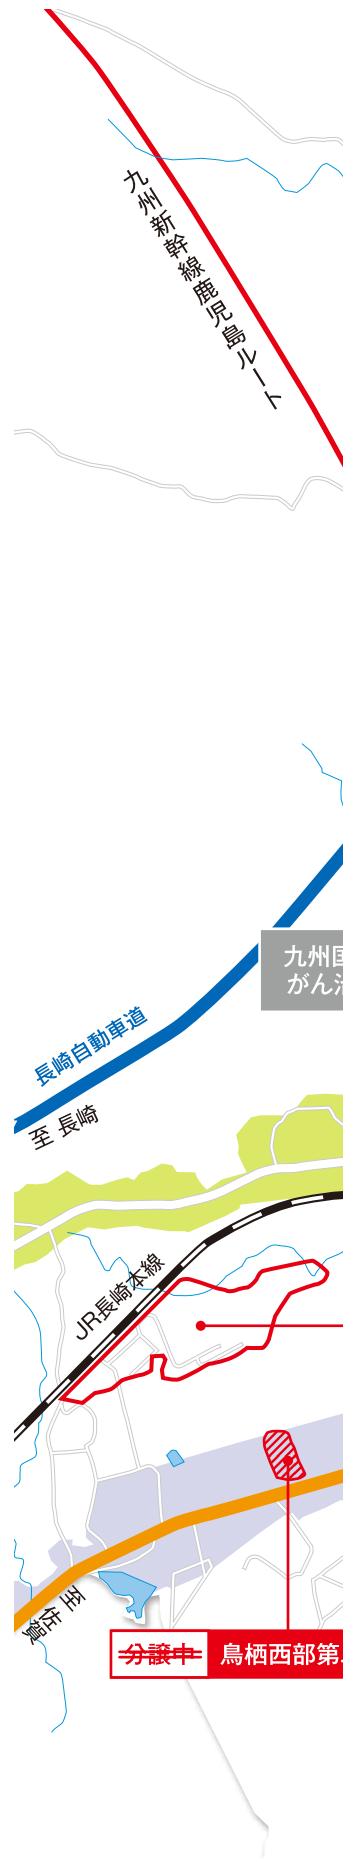 九州新幹線鹿児島ルート
九州国
がん治
長崎自動車道
至 長崎
JR長崎本線
至 佐賀
分譲中 鳥栖西部第